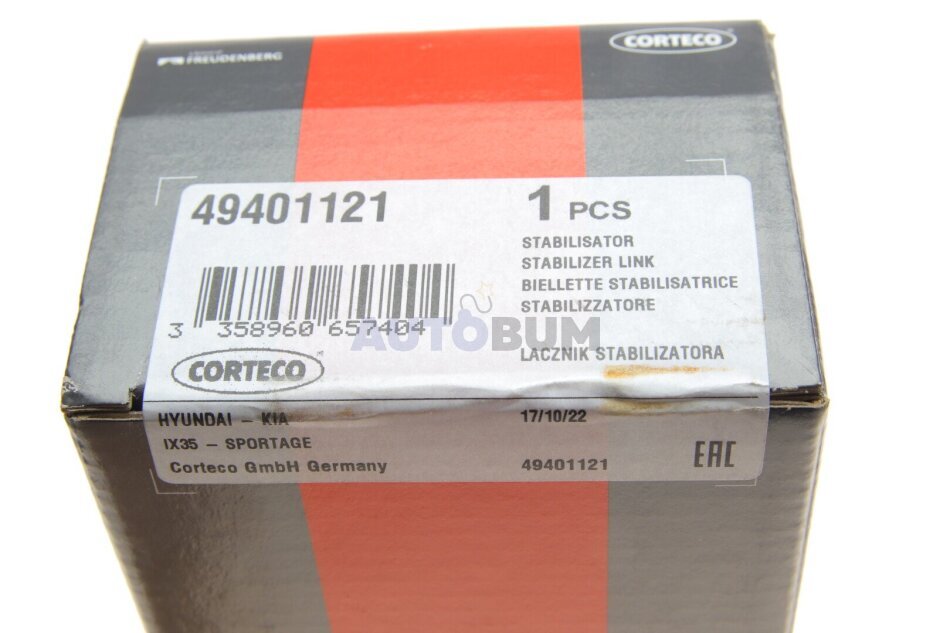 FREUDENBERG
CORTECO
49401121
1 PCS
STABILISATOR
STABILIZER LINK
BIELLETTE STABILISATRICE
STABILIZZATORE
LACZNIK STABILIZATORA
3 358960 657404
AUTOBUM
CORTECO
HYUNDAI - KIA
17/10/22
IX35 - SPORTAGE
Corteco GmbH Germany
49401121
EAC